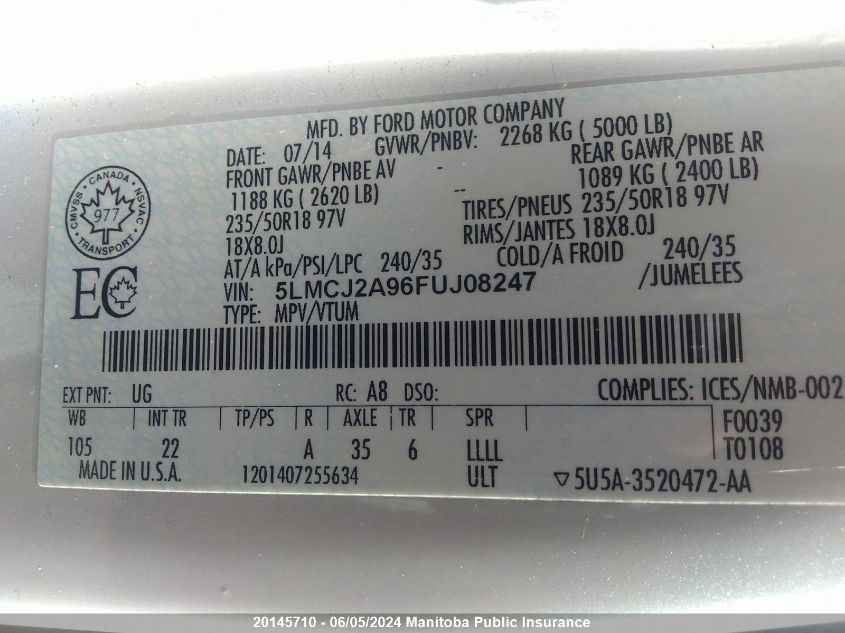 MFD. BY FORD MOTOR COMPANY
DATE: 07/14 GVWR/PNBV: 2268 KG ( 5000 LB)
FRONT GAWR/PNBE AV - REAR GAWR/PNBE AR
1188 KG ( 2620 LB) -- 1089 KG ( 2400 LB)
235/50R18 97V TIRES/PNEUS 235/50R18 97V
18X8.0J RIMS/JANTES 18X8.0J
AT/A kPa/PSI/LPC 240/35 COLD/A FROID 240/35
VIN: 5LMCJ2A96FUJ08247 /JUMELEES
TYPE: MPV/VTUM
CANADA
CMVSS NSVAC
977
TRANSPORT
EC
EXT PNT: UG RC: A8 DSO: COMPLIES: ICES/NMB-002
WB INT TR TP/PS R AXLE TR SPR F0039
105 22 A 35 6 LLLL T0108
MADE IN U.S.A. 1201407255634 ULT ▽5U5A-3520472-AA
20145710 - 06/05/2024 Manitoba Public Insurance